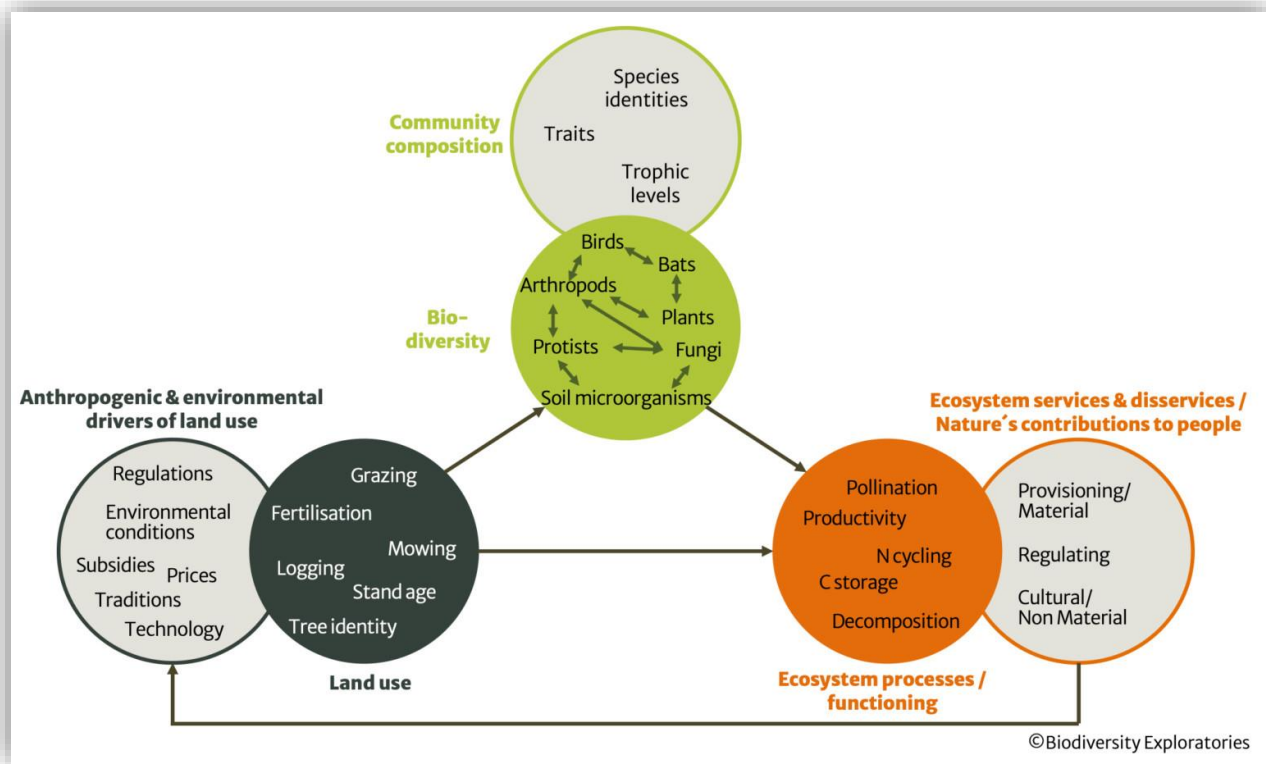 Species
identities
Community
composition
Traits
Trophic
levels
Birds
Bats
Arthropods
Bio-
diversity
Plants
Protists
Fungi
Soil microorganisms
Anthropogenic & environmental
drivers of land use
Regulations
Environmental
conditions
Subsidies
Prices
Traditions
Technology
Grazing
Fertilisation
Mowing
Logging
Stand age
Tree identity
Land use
Ecosystem services & disservices /
Nature´s contributions to people
Pollination
Productivity
N cycling
C storage
Decomposition
Ecosystem processes /
functioning
Provisioning/
Material
Regulating
Cultural/
Non Material
©Biodiversity Exploratories